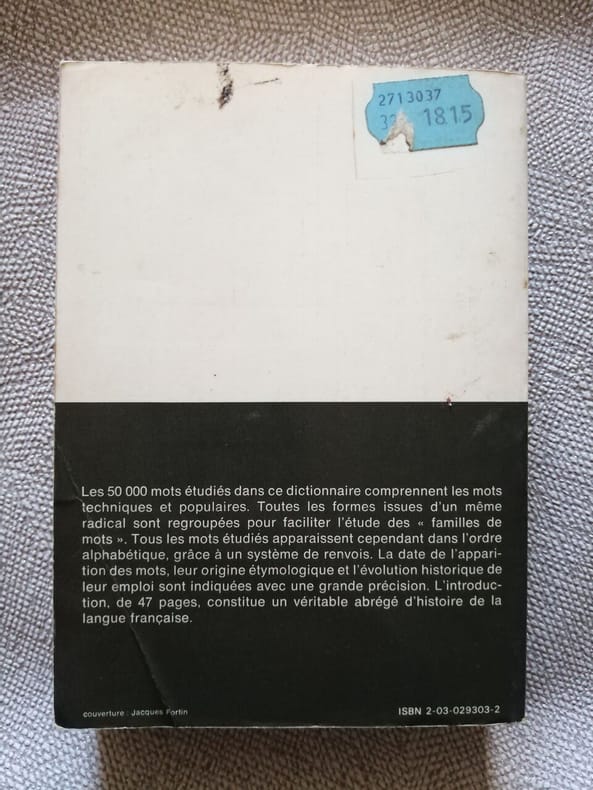 2713037
18.15
Les 50 000 mots étudiés dans ce dictionnaire comprennent les mots
techniques et populaires. Toutes les formes issues d'un même
radical sont regroupées pour faciliter l'étude des « familles de
mots ». Tous les mots étudiés apparaissent cependant dans l'ordre
alphabétique, grâce à un système de renvois. La date de l'appari-
tion des mots, leur origine étymologique et l'évolution historique de
leur emploi sont indiquées avec une grande précision. L'introduc-
tion, de 47 pages, constitue un véritable abrégé d'histoire de la
langue française.
couverture : Jacques Fortin
ISBN 2-03-029303-2